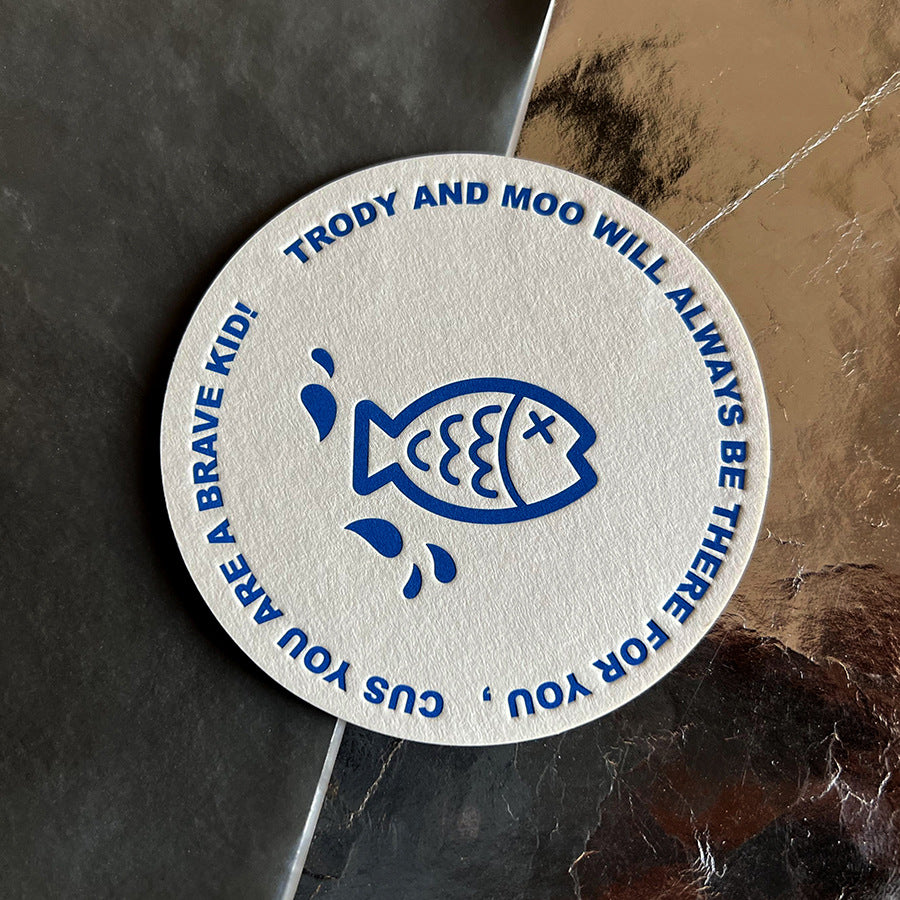 TRODY AND MOO WILL ALWAYS BE THERE FOR YOU , CUS YOU ARE A BRAVE KID!